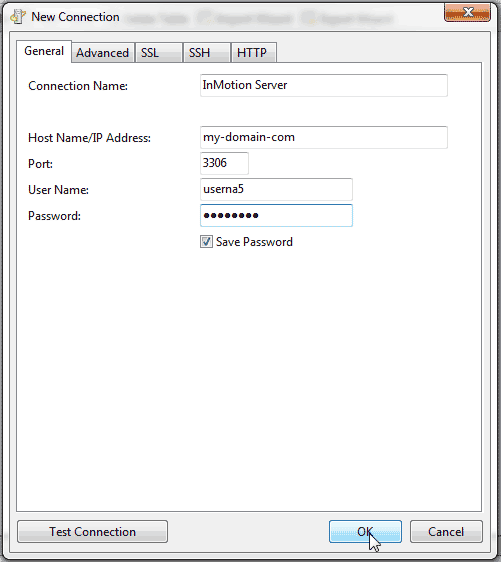 New Connection
General Advanced SSL SSH HTTP
Connection Name: InMotion Server
Host Name/IP Address: my-domain-com
Port: 3306
User Name: userna5
Password: ●●●●●●●●
Save Password
Test Connection OK Cancel